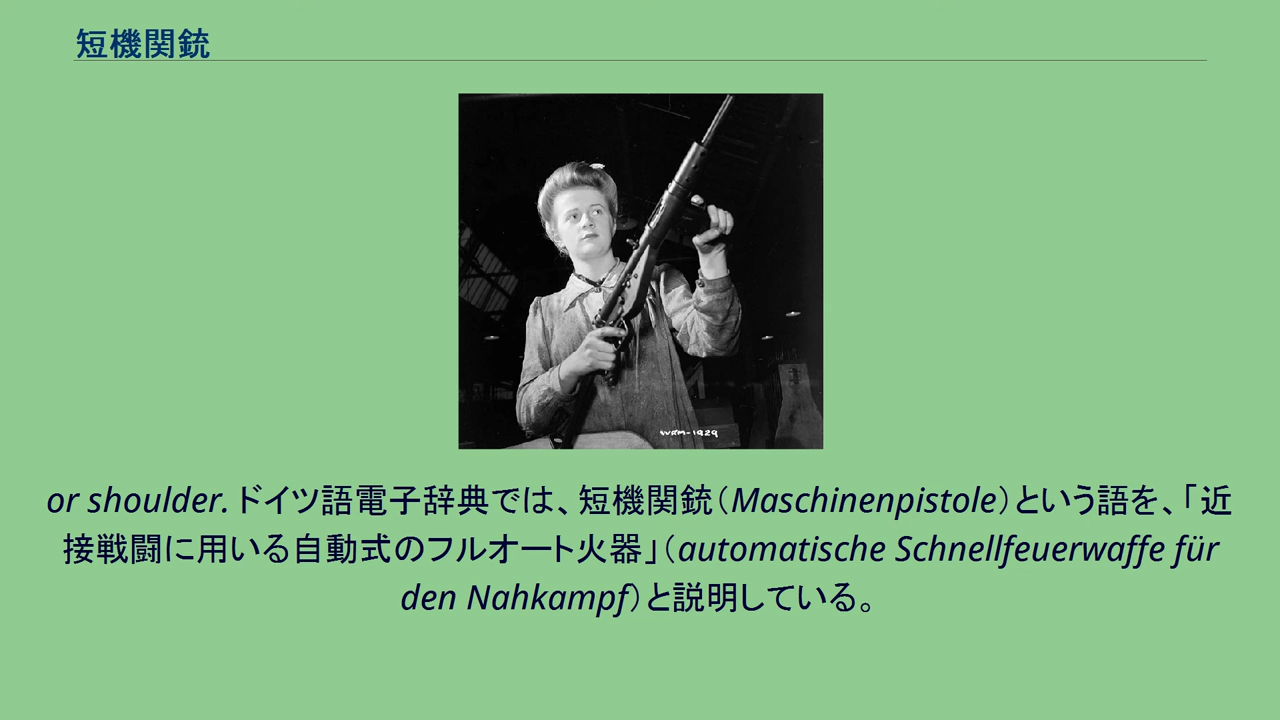 短機関銃
WRM-1929
or shoulder. ドイツ語電子辞典では、短機関銃（Maschinenpistole）という語を、「近
接戦闘に用いる自動式のフルオート火器」（automatische Schnellfeuerwaffe für
den Nahkampf）と説明している。